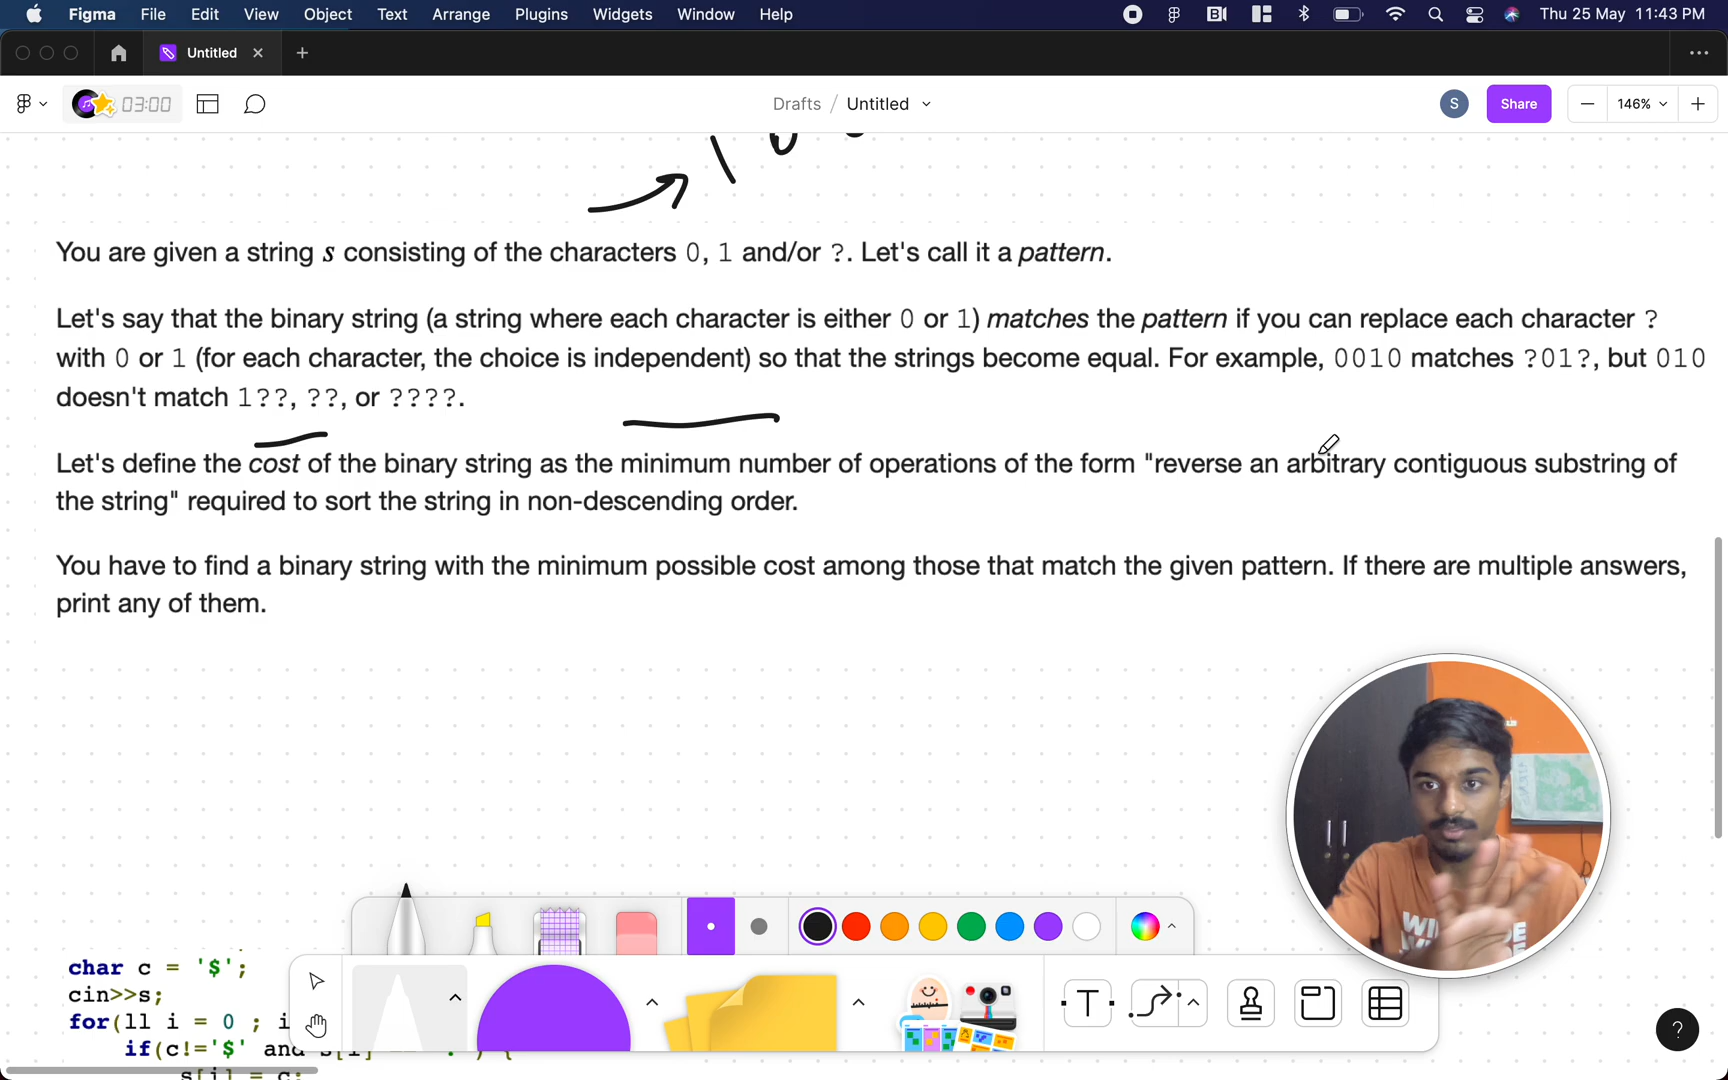 Figma File Edit View Object Text Arrange Plugins Widgets Window Help Thu 25 May 11:43 PM
Untitled
03:00 Drafts / Untitled S Share 146%
1 0
You are given a string s consisting of the characters 0, 1 and/or ?. Let's call it a pattern.
Let's say that the binary string (a string where each character is either 0 or 1) matches the pattern if you can replace each character ?
with 0 or 1 (for each character, the choice is independent) so that the strings become equal. For example, 0010 matches ?01?, but 010
doesn't match 1??, ??, or ????.
Let's define the cost of the binary string as the minimum number of operations of the form "reverse an arbitrary contiguous substring of
the string" required to sort the string in non-descending order.
You have to find a binary string with the minimum possible cost among those that match the given pattern. If there are multiple answers,
print any of them.
char c = '$';
cin>>s;
for(ll i = 0 ; i
if(c!='$' and s[i] == '?') {
s[i] = c;
T
?